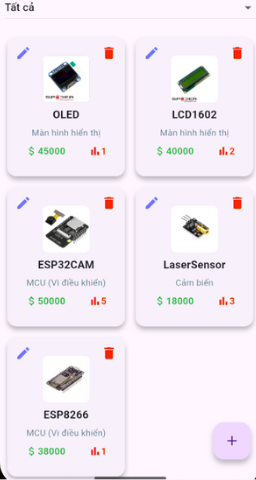 Tất cả
OLED
Màn hình hiển thị
$ 45000
1
LCD1602
Màn hình hiển thị
$ 40000
2
ESP32CAM
MCU (Vi điều khiển)
$ 50000
5
LaserSensor
Cảm biến
$ 18000
3
ESP8266
MCU (Vi điều khiển)
$ 38000
1